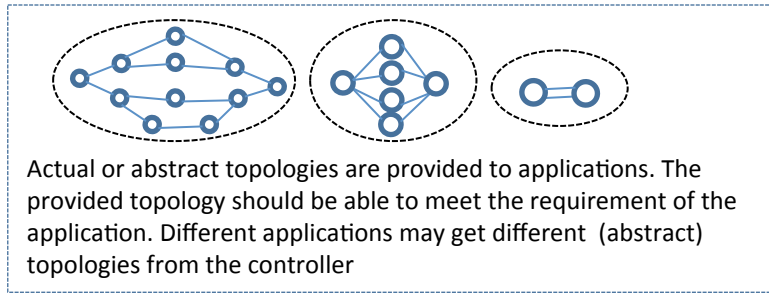 Actual or abstract topologies are provided to applications. The
provided topology should be able to meet the requirement of the
application. Different applications may get different  (abstract)
topologies from the controller